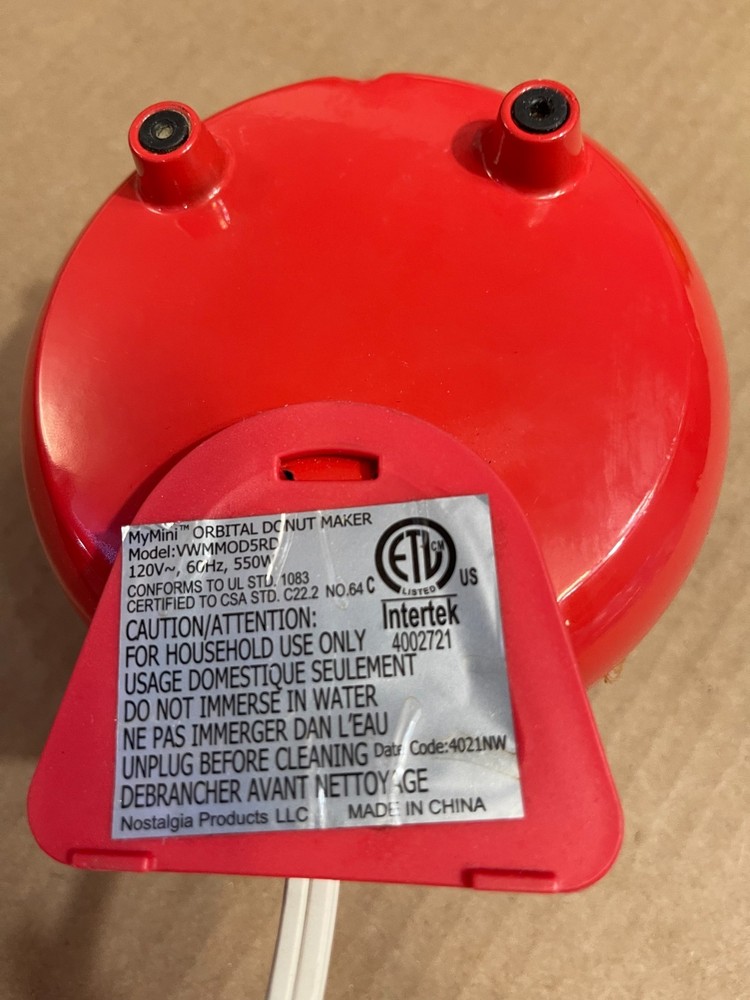 MyMini™ ORBITAL DONUT MAKER
Model:VWMMOD5RD
120V~, 60Hz, 550W
CONFORMS TO UL STD. 1083
CERTIFIED TO CSA STD. C22.2 NO.64
C ETL CM US
LISTED
Intertek
4002721
CAUTION/ATTENTION:
FOR HOUSEHOLD USE ONLY
USAGE DOMESTIQUE SEULEMENT
DO NOT IMMERSE IN WATER
NE PAS IMMERGER DAN L'EAU
UNPLUG BEFORE CLEANING Date Code:4021NW
DEBRANCHER AVANT NETTOYAGE
Nostalgia Products LLC MADE IN CHINA